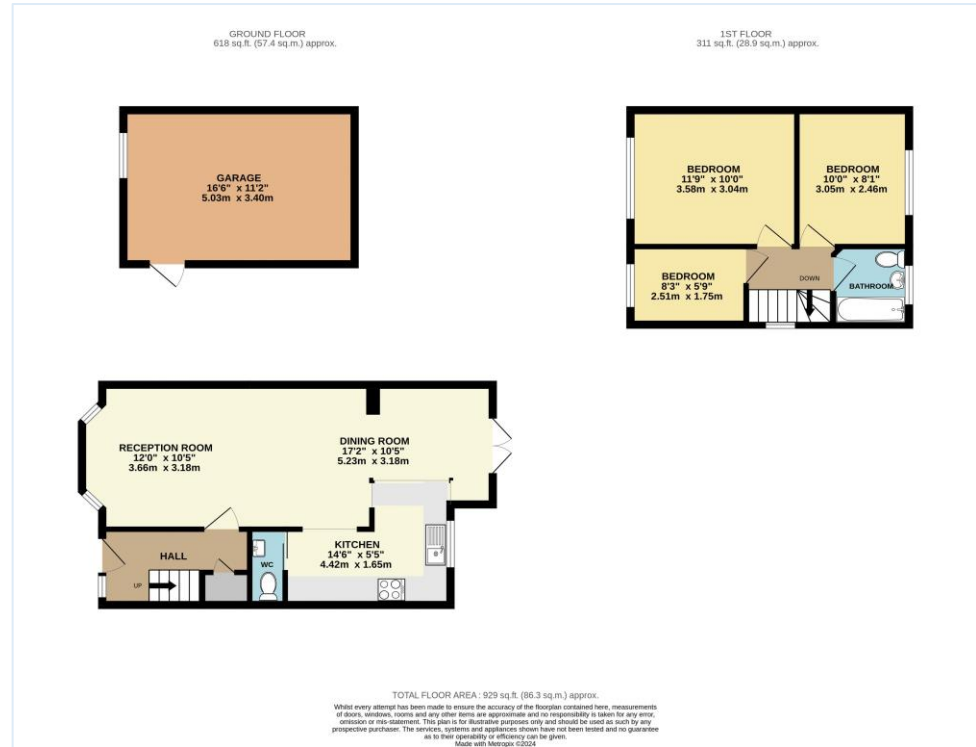 GROUND FLOOR
618 sq.ft. (57.4 sq.m.) approx.
1ST FLOOR
311 sq.ft. (28.9 sq.m.) approx.
GARAGE
16'6" x 11'2"
5.03m x 3.40m
BEDROOM
11'9" x 10'0"
3.58m x 3.04m
BEDROOM
10'0" x 8'1"
3.05m x 2.46m
BEDROOM
8'3" x 5'9"
2.51m x 1.75m
DOWN
BATHROOM
RECEPTION ROOM
12'0" x 10'5"
3.66m x 3.18m
DINING ROOM
17'2" x 10'5"
5.23m x 3.18m
HALL
UP
WC
KITCHEN
14'6" x 5'5"
4.42m x 1.65m
TOTAL FLOOR AREA : 929 sq.ft. (86.3 sq.m.) approx.
Whilst every attempt has been made to ensure the accuracy of the floorplan contained here, measurements
of doors, windows, rooms and any other items are approximate and no responsibility is taken for any error,
omission or mis-statement. This plan is for illustrative purposes only and should be used as such by any
prospective purchaser. The services, systems and appliances shown have not been tested and no guarantee
as to their operability or efficiency can be given.
Made with Metropix ©2024